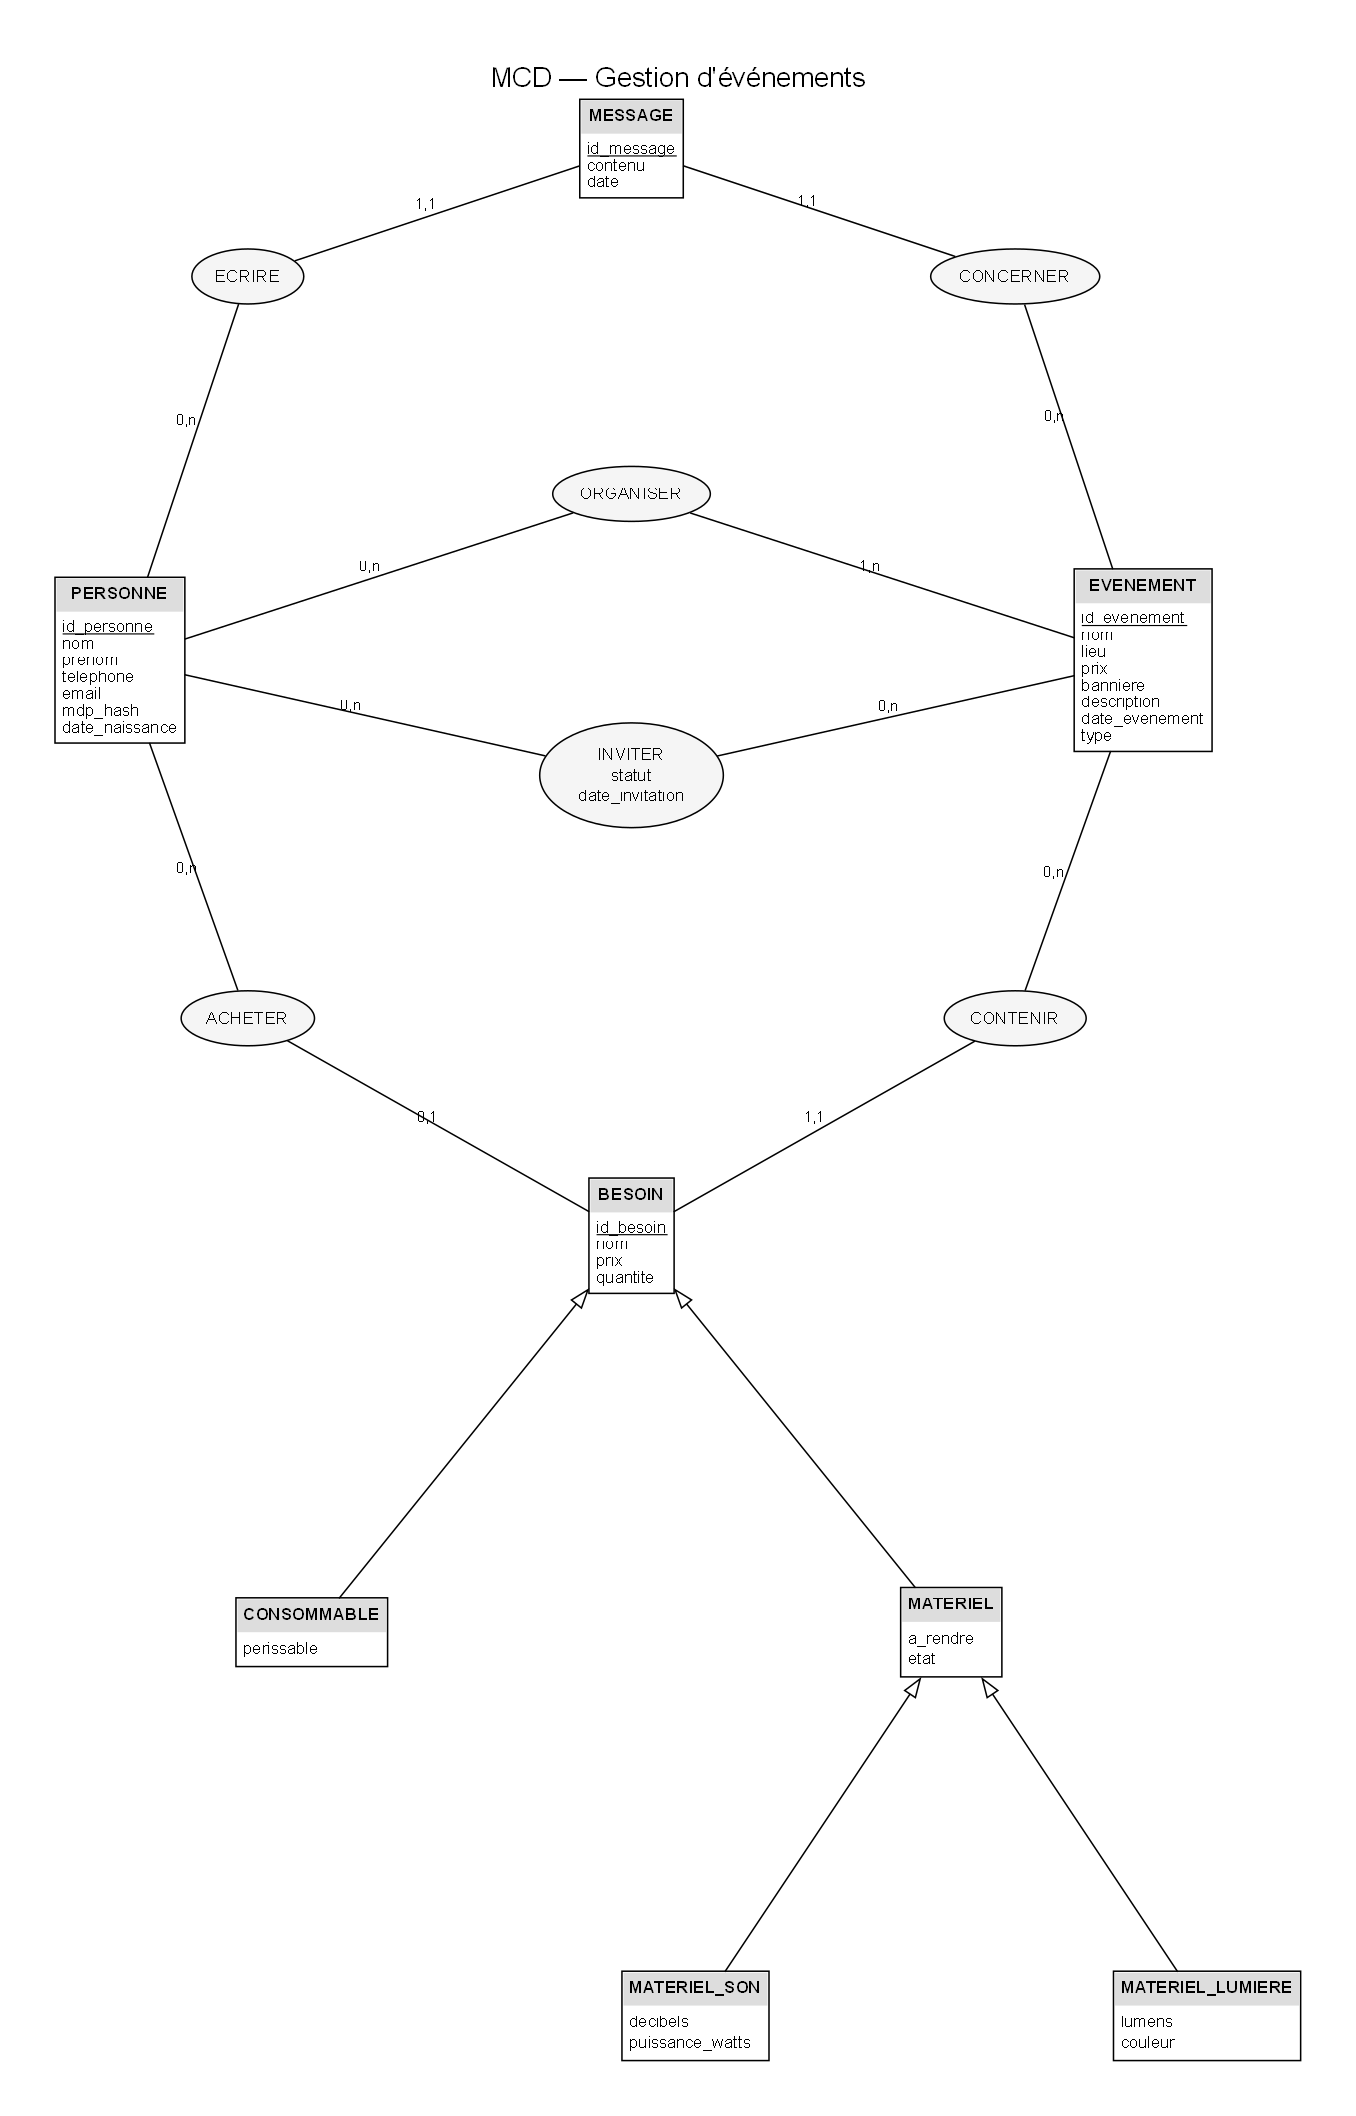 MCD — Gestion d'événements
MESSAGE
id_message
contenu
date
1,1
1,1
ECRIRE
CONCERNER
0,n
0,n
ORGANISER
0,n
1,n
PERSONNE
id_personne
nom
prenom
telephone
email
mdp_hash
date_naissance
EVENEMENT
id_evenement
nom
lieu
prix
banniere
description
date_evenement
type
0,n
0,n
INVITER
statut
date_invitation
0,n
0,n
ACHETER
CONTENIR
0,1
1,1
BESOIN
id_besoin
nom
prix
quantite
CONSOMMABLE
perissable
MATERIEL
a_rendre
etat
MATERIEL_SON
decibels
puissance_watts
MATERIEL_LUMIERE
lumens
couleur